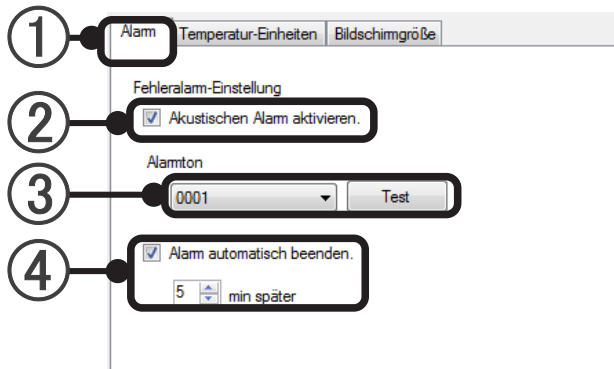 ① Alarm Temperatur-Einheiten Bildschirmgröße
Fehleralarm-Einstellung
② Akustischen Alarm aktivieren.
Alarmton
③ 0001 Test
④ Alarm automatisch beenden.
5 min später